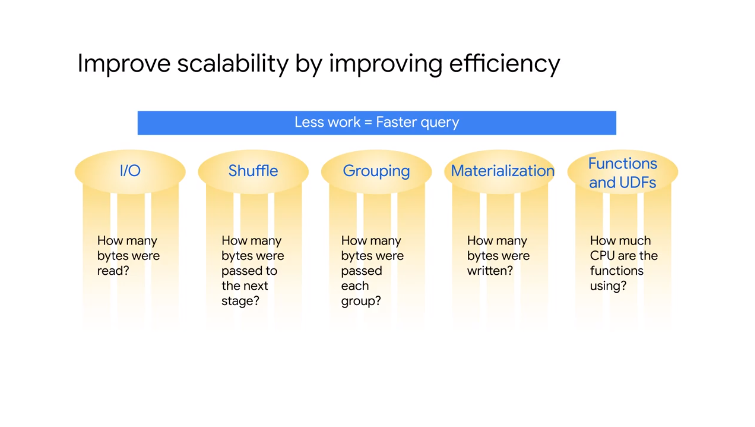 Improve scalability by improving efficiency
Less work = Faster query
I/O
Shuffle
Grouping
Materialization
Functions
and UDFs
How many
bytes were
read?
How many
bytes were
passed to
the next
stage?
How many
bytes were
passed
each
group?
How many
bytes were
written?
How much
CPU are the
functions
using?